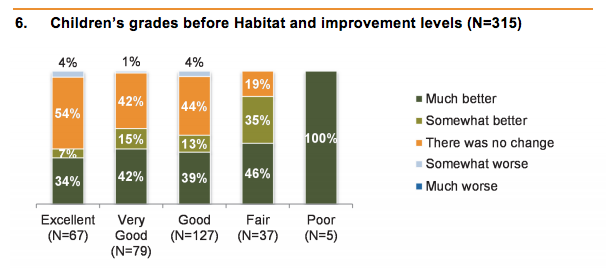 6. Children's grades before Habitat and improvement levels (N=315)
4% 1% 4%
54% 42% 44% 19%
7% 15% 13% 35% 100%
34% 42% 39% 46%
Excellent Very Good Fair Poor
(N=67) Good (N=127) (N=37) (N=5)
(N=79)
Much better
Somewhat better
There was no change
Somewhat worse
Much worse